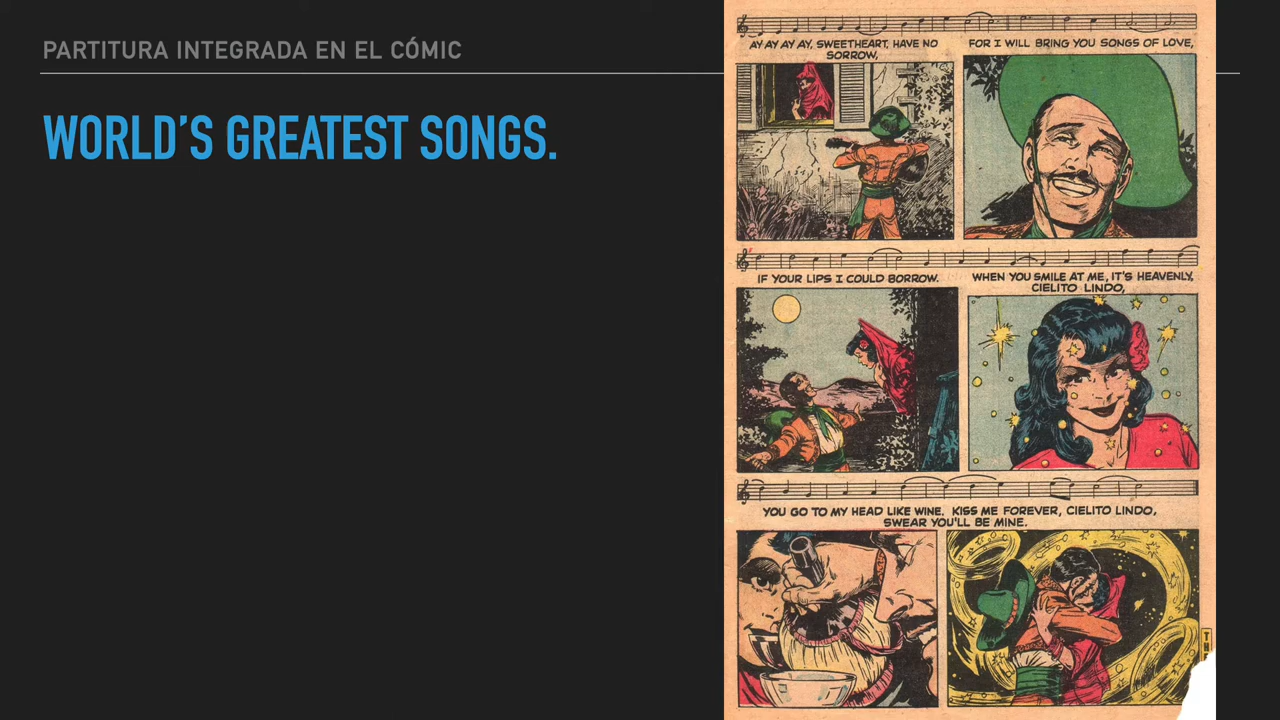 PARTITURA INTEGRADA EN EL CÓMIC
WORLD'S GREATEST SONGS.
AY AY AY AY, SWEETHEART, HAVE NO
SORROW,
FOR I WILL BRING YOU SONGS OF LOVE,
IF YOUR LIPS I COULD BORROW.
WHEN YOU SMILE AT ME, IT'S HEAVENLY,
CIELITO LINDO,
YOU GO TO MY HEAD LIKE WINE. KISS ME FOREVER, CIELITO LINDO,
SWEAR YOU'LL BE MINE.